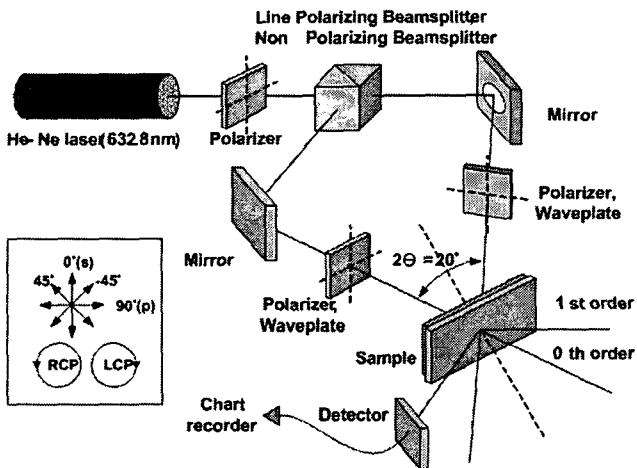 Line Polarizing Beamsplitter
Non Polarizing Beamsplitter
He- Ne laser(632.8nm)
Polarizer
Mirror
Polarizer,
Waveplate
Mirror
2Θ =20˚
Polarizer,
Waveplate
0˚(s)
45˚
-45˚
90˚(p)
RCP
LCP
1 st order
0 th order
Sample
Chart
recorder
Detector